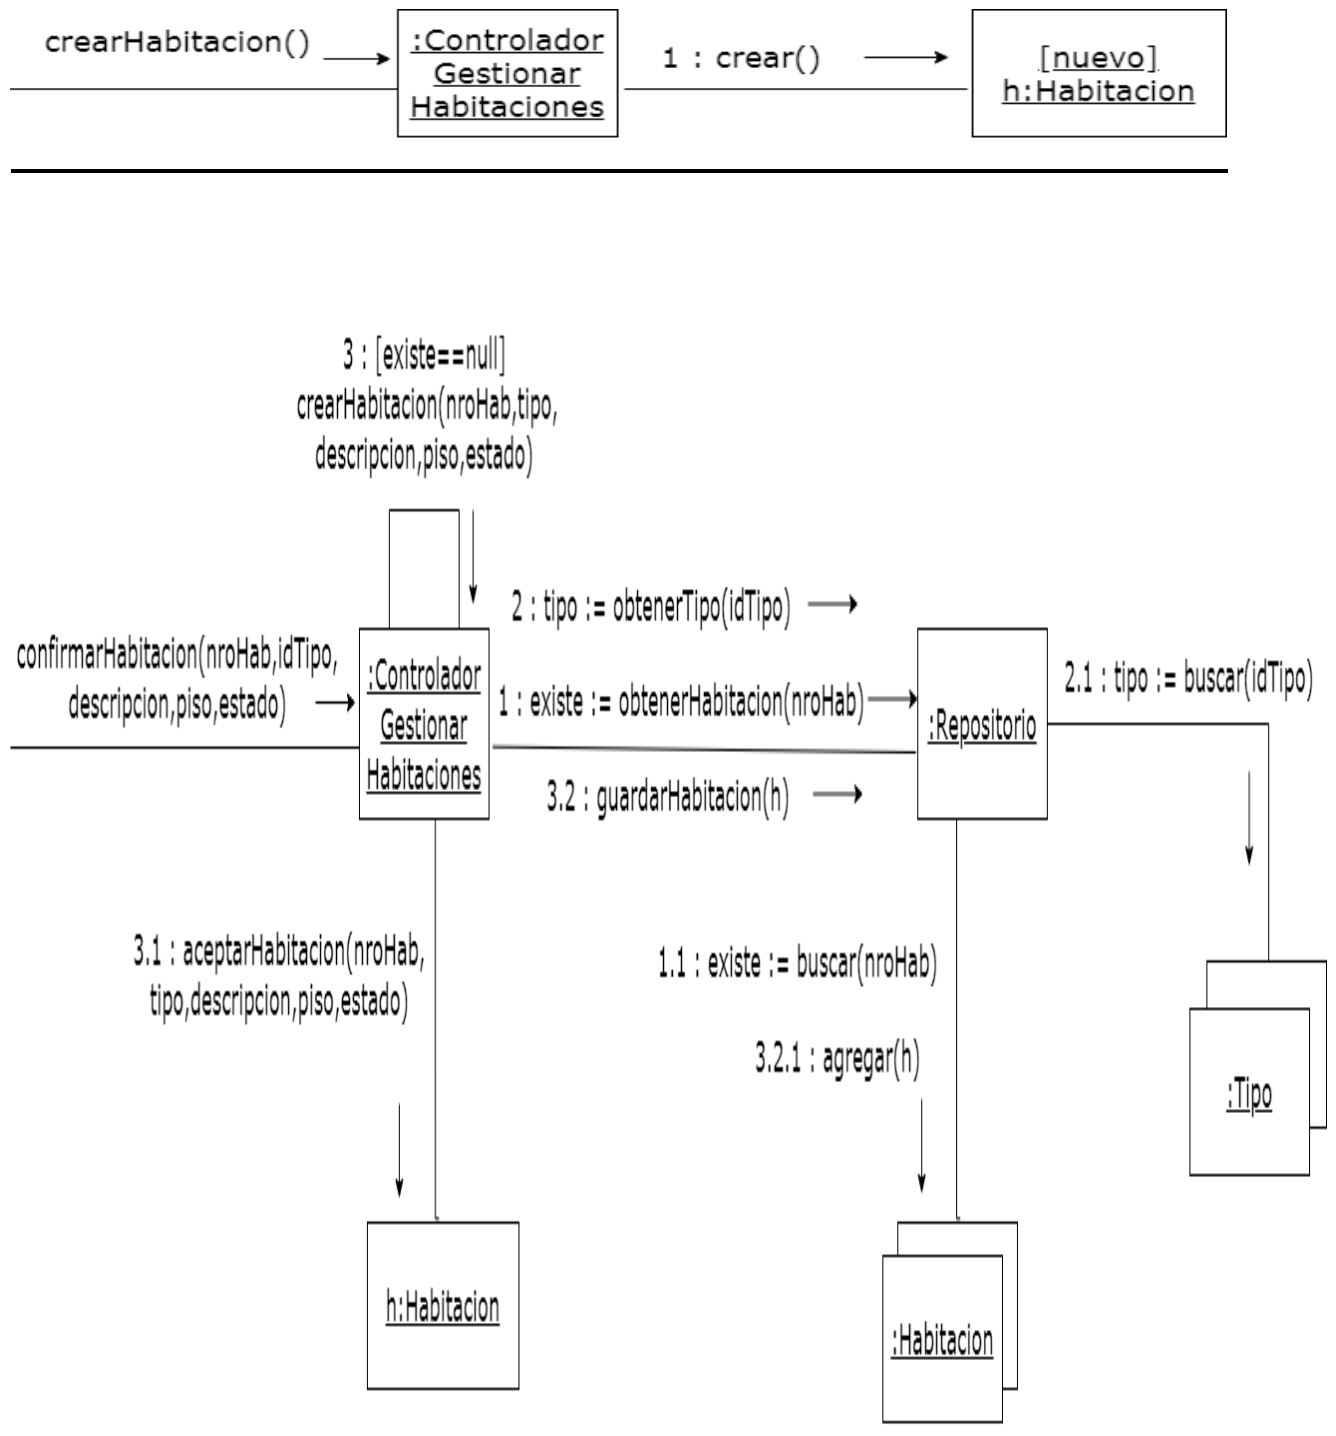 crearHabitacion()
:Controlador
Gestionar
Habitaciones
1 : crear()
[nuevo]
h:Habitacion
3 : [existe==null]
crearHabitacion(nroHab,tipo,
descripcion,piso,estado)
confirmarHabitacion(nroHab,idTipo,
descripcion,piso,estado)
:Controlador
Gestionar
Habitaciones
2 : tipo := obtenerTipo(idTipo)
1 : existe := obtenerHabitacion(nroHab)
3.2 : guardarHabitacion(h)
:Repositorio
2.1 : tipo := buscar(idTipo)
3.1 : aceptarHabitacion(nroHab,
tipo,descripcion,piso,estado)
1.1 : existe := buscar(nroHab)
3.2.1 : agregar(h)
:Tipo
h:Habitacion
:Habitacion